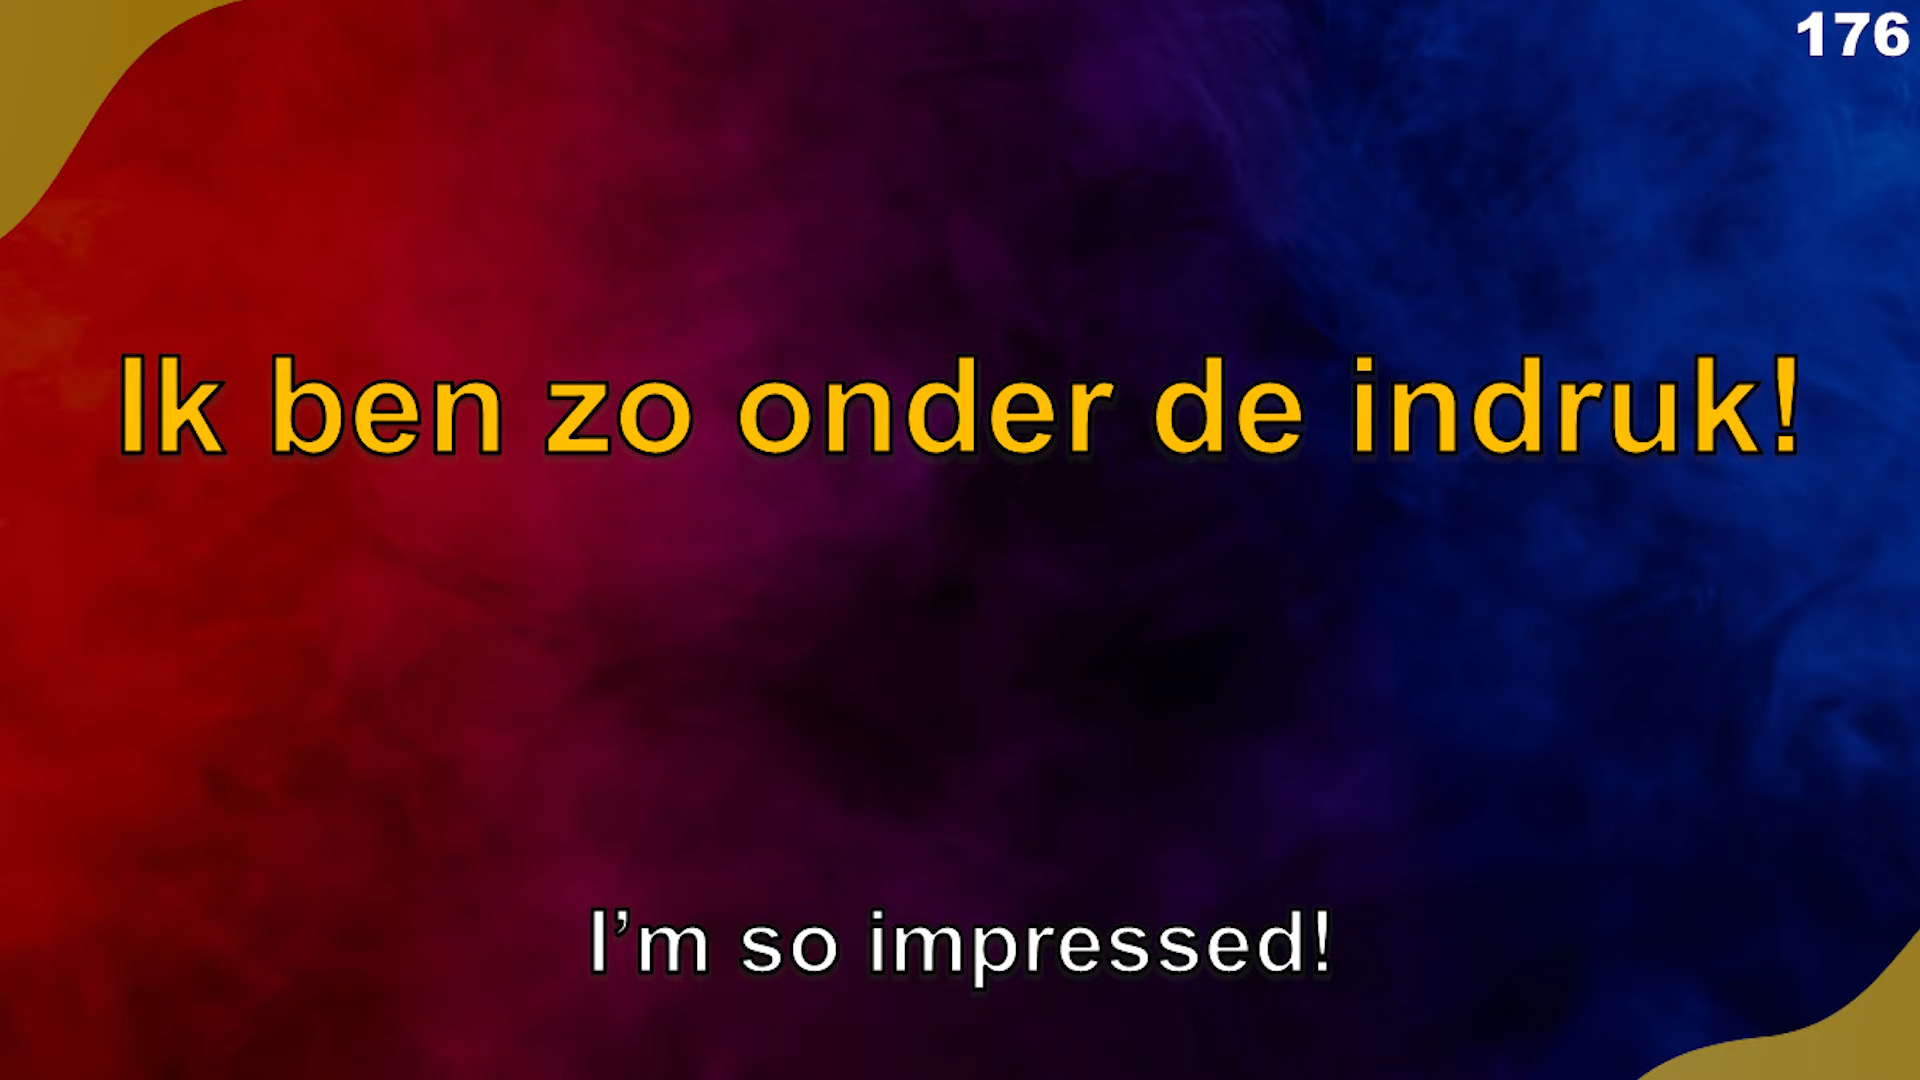 176
Ik ben zo onder de indruk!
I’m so impressed!